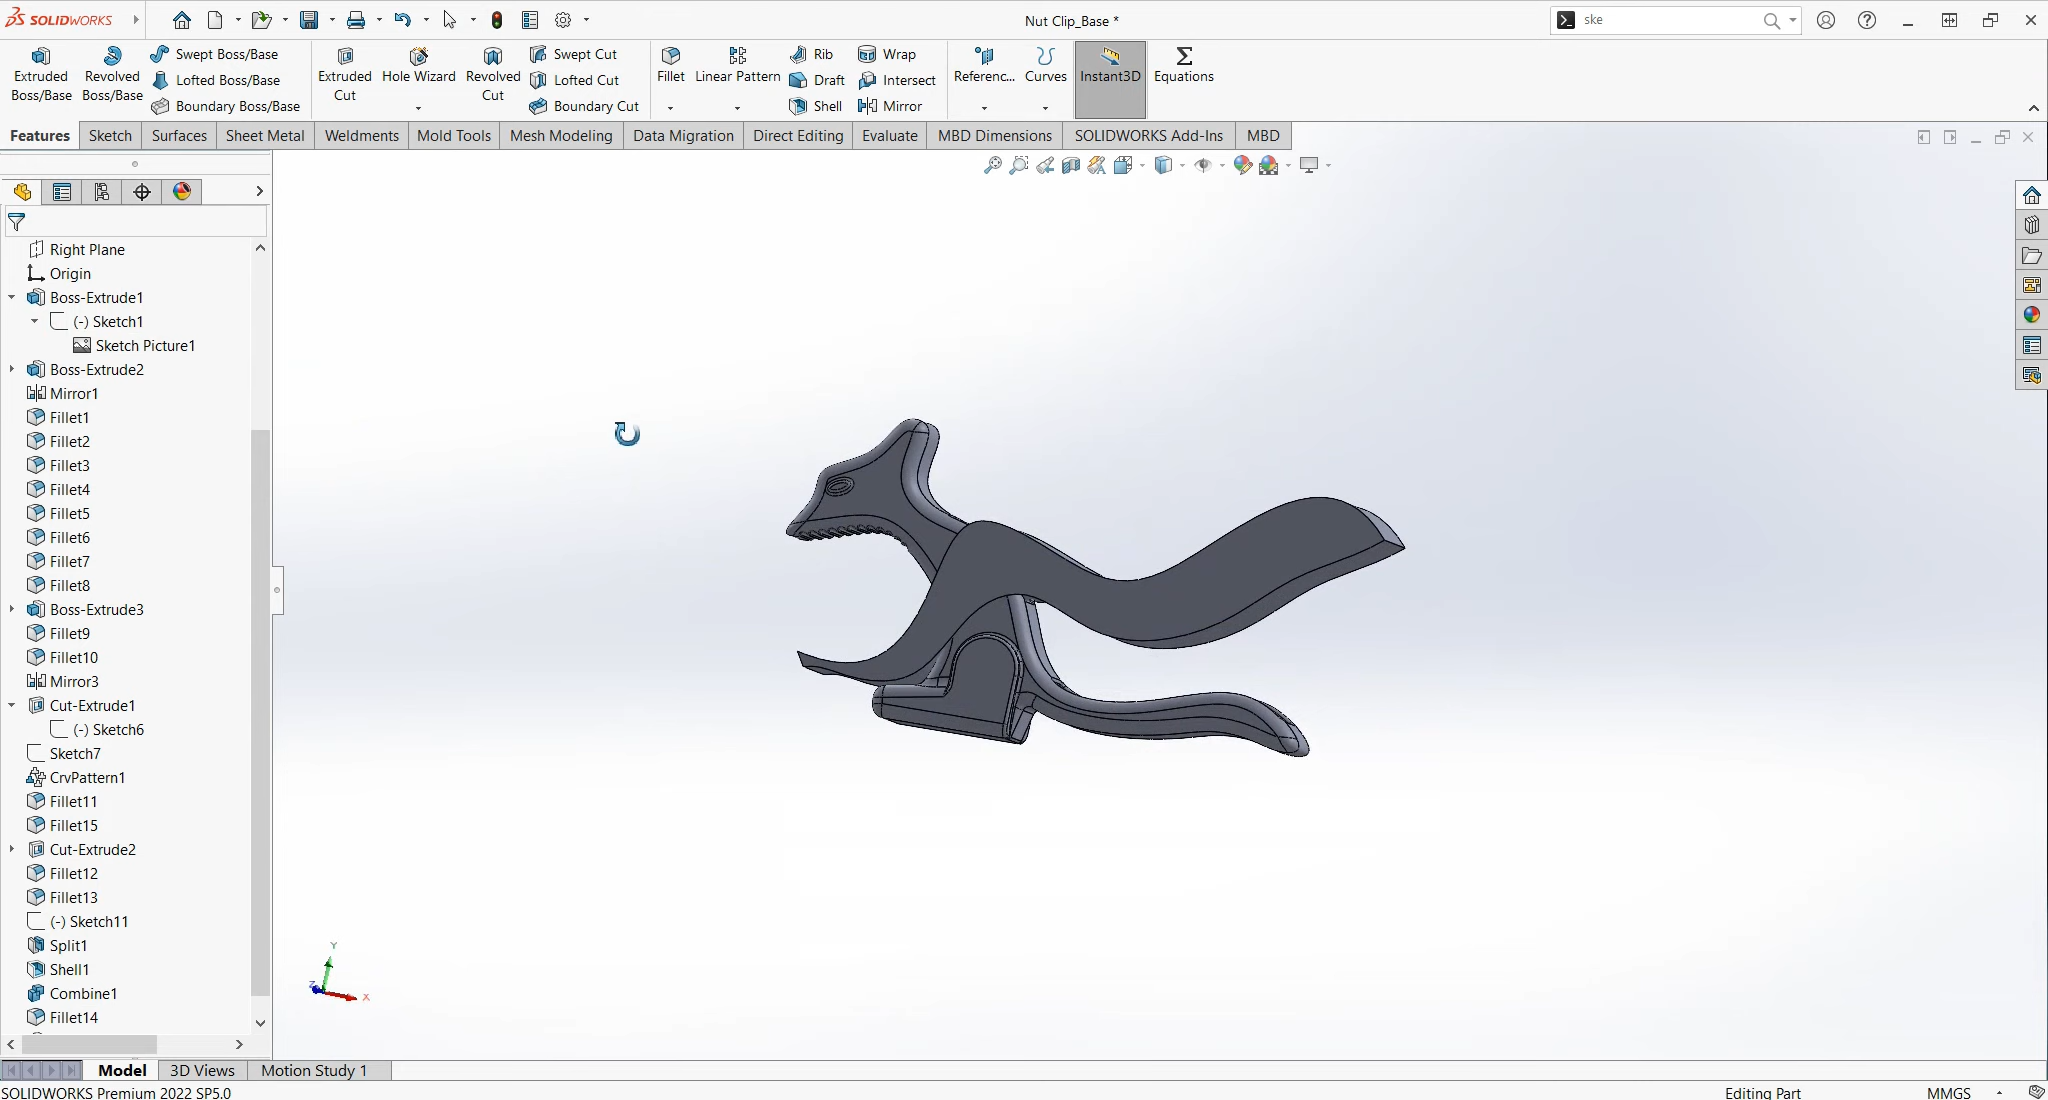 SOLIDWORKS
Nut Clip_Base *
ske
Extruded Boss/Base
Revolved Boss/Base
Swept Boss/Base
Lofted Boss/Base
Boundary Boss/Base
Extruded Cut
Hole Wizard
Revolved Cut
Swept Cut
Lofted Cut
Boundary Cut
Fillet
Linear Pattern
Rib
Draft
Shell
Wrap
Intersect
Mirror
Referenc...
Curves
Instant3D
Equations
Features
Sketch
Surfaces
Sheet Metal
Weldments
Mold Tools
Mesh Modeling
Data Migration
Direct Editing
Evaluate
MBD Dimensions
SOLIDWORKS Add-Ins
MBD
Right Plane
Origin
Boss-Extrude1
(-) Sketch1
Sketch Picture1
Boss-Extrude2
Mirror1
Fillet1
Fillet2
Fillet3
Fillet4
Fillet5
Fillet6
Fillet7
Fillet8
Boss-Extrude3
Fillet9
Fillet10
Mirror3
Cut-Extrude1
(-) Sketch6
Sketch7
CrvPattern1
Fillet11
Fillet15
Cut-Extrude2
Fillet12
Fillet13
(-) Sketch11
Split1
Shell1
Combine1
Fillet14
Y
Z
X
Model
3D Views
Motion Study 1
SOLIDWORKS Premium 2022 SP5.0
Editing Part
MMGS